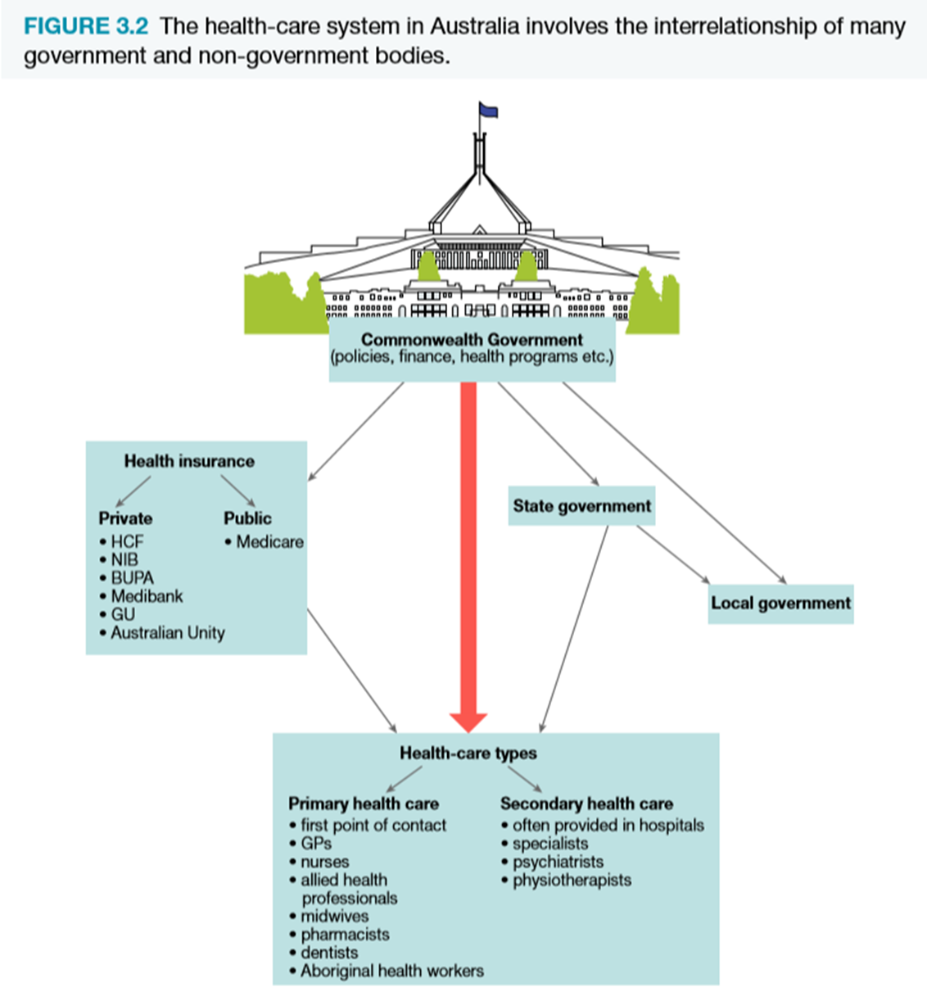 FIGURE 3.2 The health-care system in Australia involves the interrelationship of many
government and non-government bodies.
Commonwealth Government
(policies, finance, health programs etc.)
Health insurance
Private
• HCF
• NIB
• BUPA
• Medibank
• GU
• Australian Unity
Public
• Medicare
State government
Local government
Health-care types
Primary health care
• first point of contact
• GPs
• nurses
• allied health
professionals
• midwives
• pharmacists
• dentists
• Aboriginal health workers
Secondary health care
• often provided in hospitals
• specialists
• psychiatrists
• physiotherapists